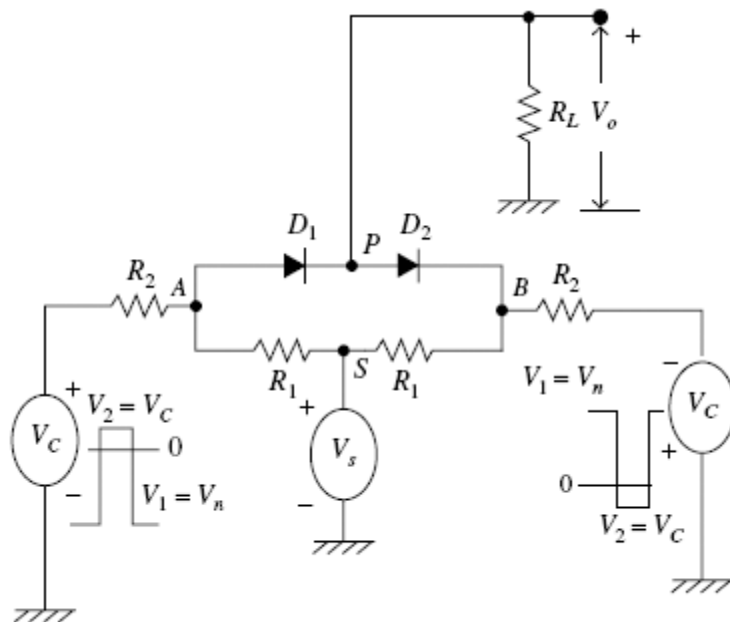 +
R_L V_o
D_1 P D_2
R_2 A B R_2
R_1 S R_1
+ V_2 = V_C 0
V_C
− V_1 = V_n
+ V_s −
V_1 = V_n −
V_C
0 +
V_2 = V_C